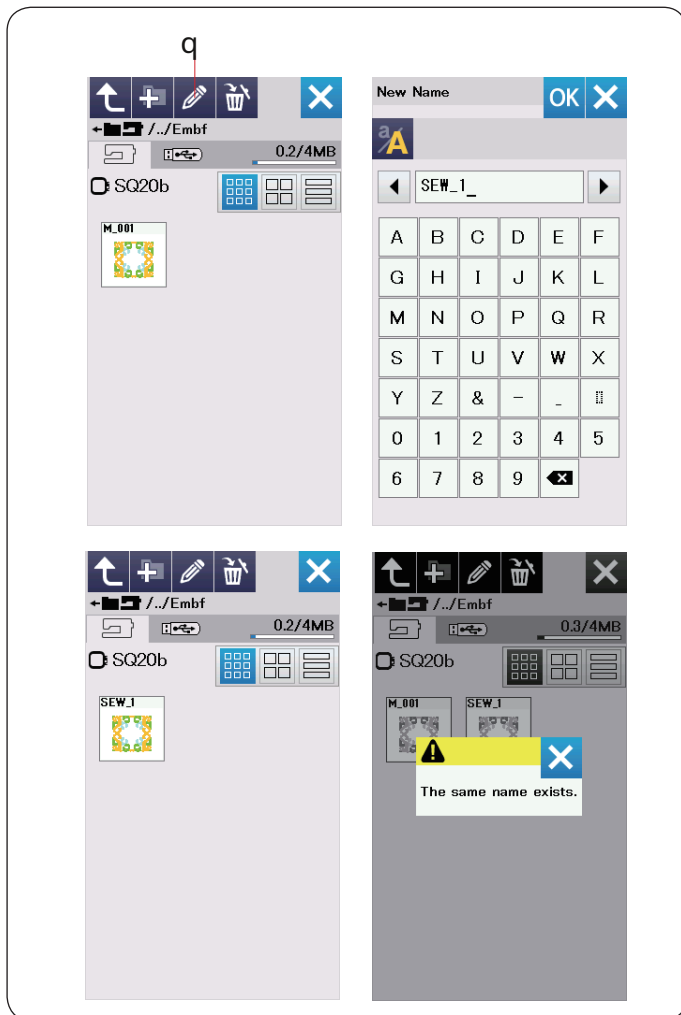 q
/../Embf
0.2/4MB
SQ20b
M_001
New Name
OK
a/A
SEW_1_
A B C D E F
G H I J K L
M N O P Q R
S T U V W X
Y Z & - _
0 1 2 3 4 5
6 7 8 9
/../Embf
0.2/4MB
SQ20b
SEW_1
/../Embf
0.3/4MB
SQ20b
M_001 SEW_1
The same name exists.